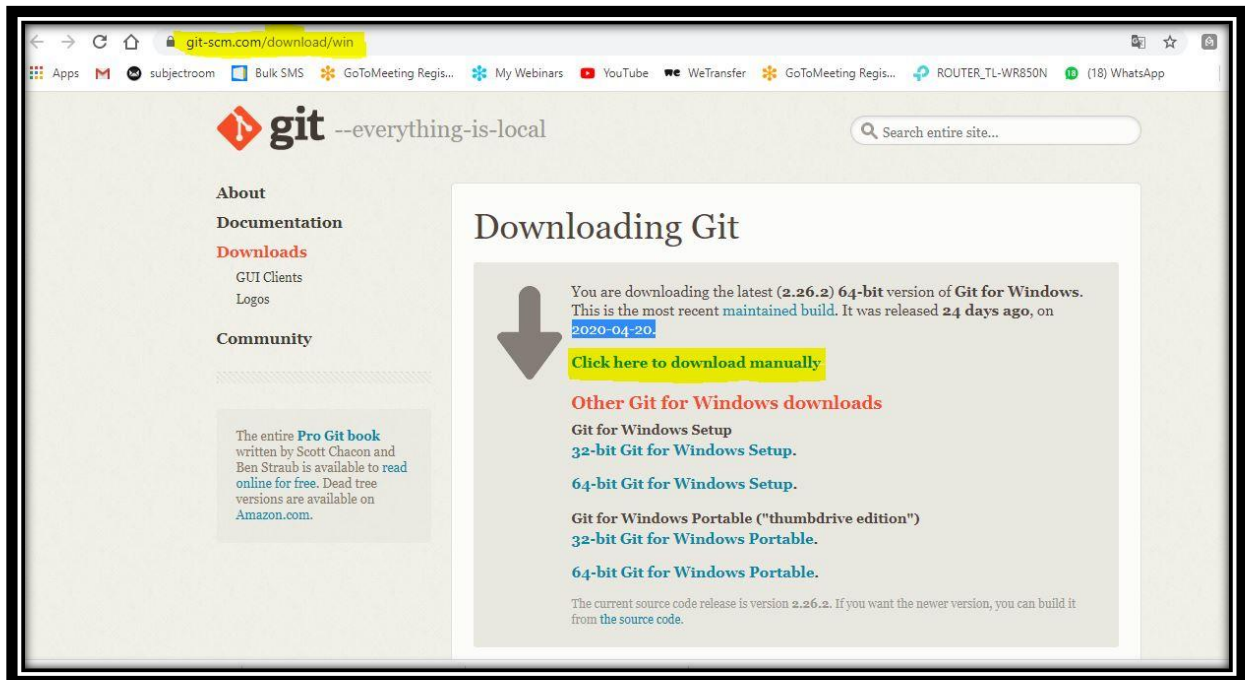 git-scm.com/download/win
Apps M subjectroom Bulk SMS GoToMeeting Regis... My Webinars YouTube we WeTransfer GoToMeeting Regis... ROUTER_TL-WR850N 18 (18) WhatsApp
git --everything-is-local
Search entire site...
About
Documentation
Downloads
GUI Clients
Logos
Community
The entire Pro Git book
written by Scott Chacon and
Ben Straub is available to read
online for free. Dead tree
versions are available on
Amazon.com.
Downloading Git
You are downloading the latest (2.26.2) 64-bit version of Git for Windows.
This is the most recent maintained build. It was released 24 days ago, on
2020-04-20.
Click here to download manually
Other Git for Windows downloads
Git for Windows Setup
32-bit Git for Windows Setup.
64-bit Git for Windows Setup.
Git for Windows Portable ("thumbdrive edition")
32-bit Git for Windows Portable.
64-bit Git for Windows Portable.
The current source code release is version 2.26.2. If you want the newer version, you can build it
from the source code.